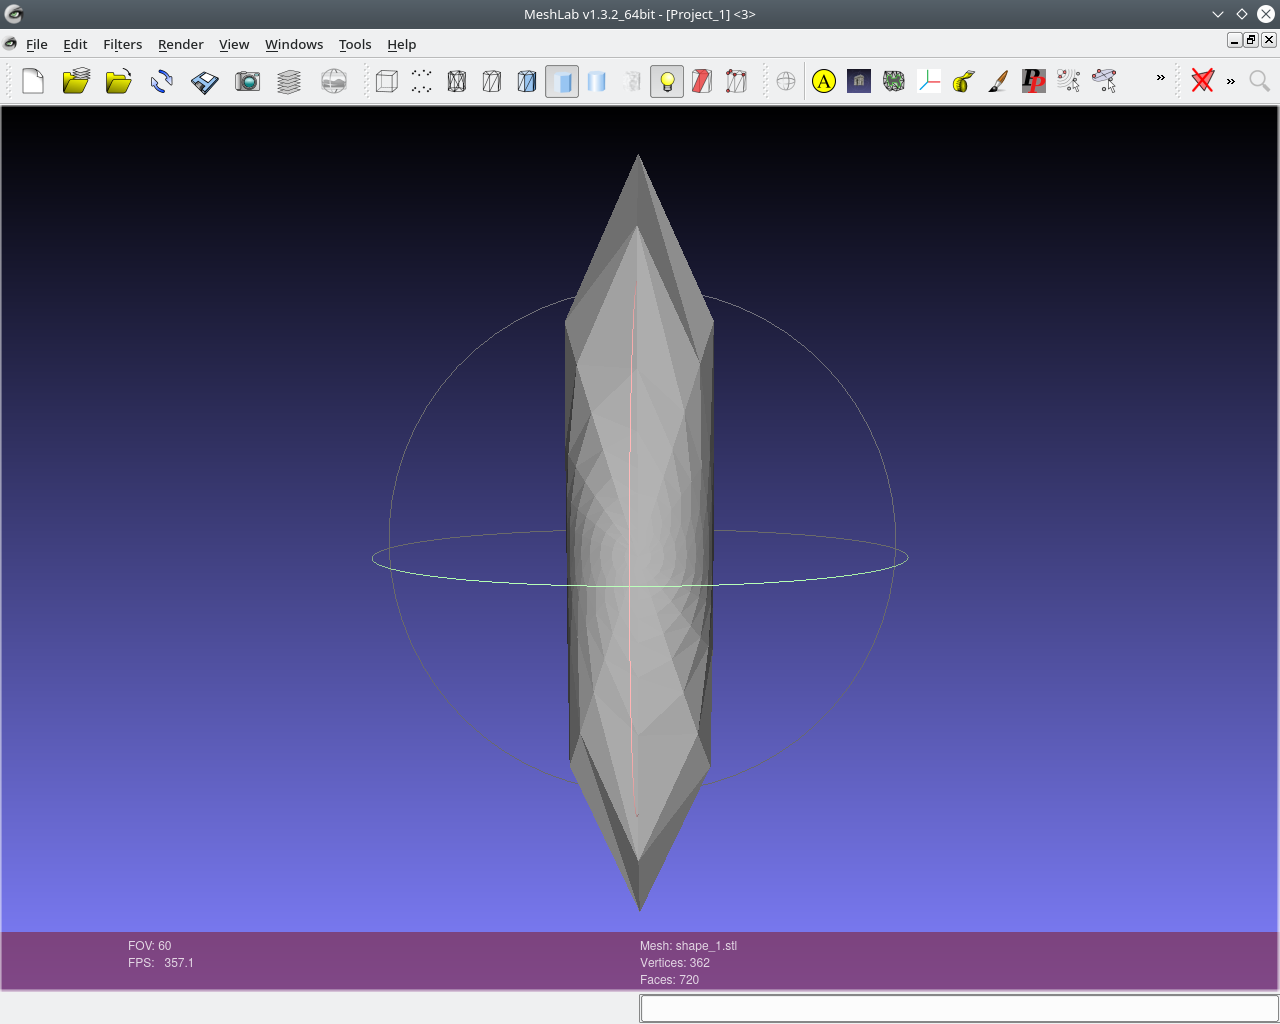 MeshLab v1.3.2_64bit - [Project_1] <3>
File Edit Filters Render View Windows Tools Help
A PP » »
FOV: 60
FPS: 357.1
Mesh: shape_1.stl
Vertices: 362
Faces: 720